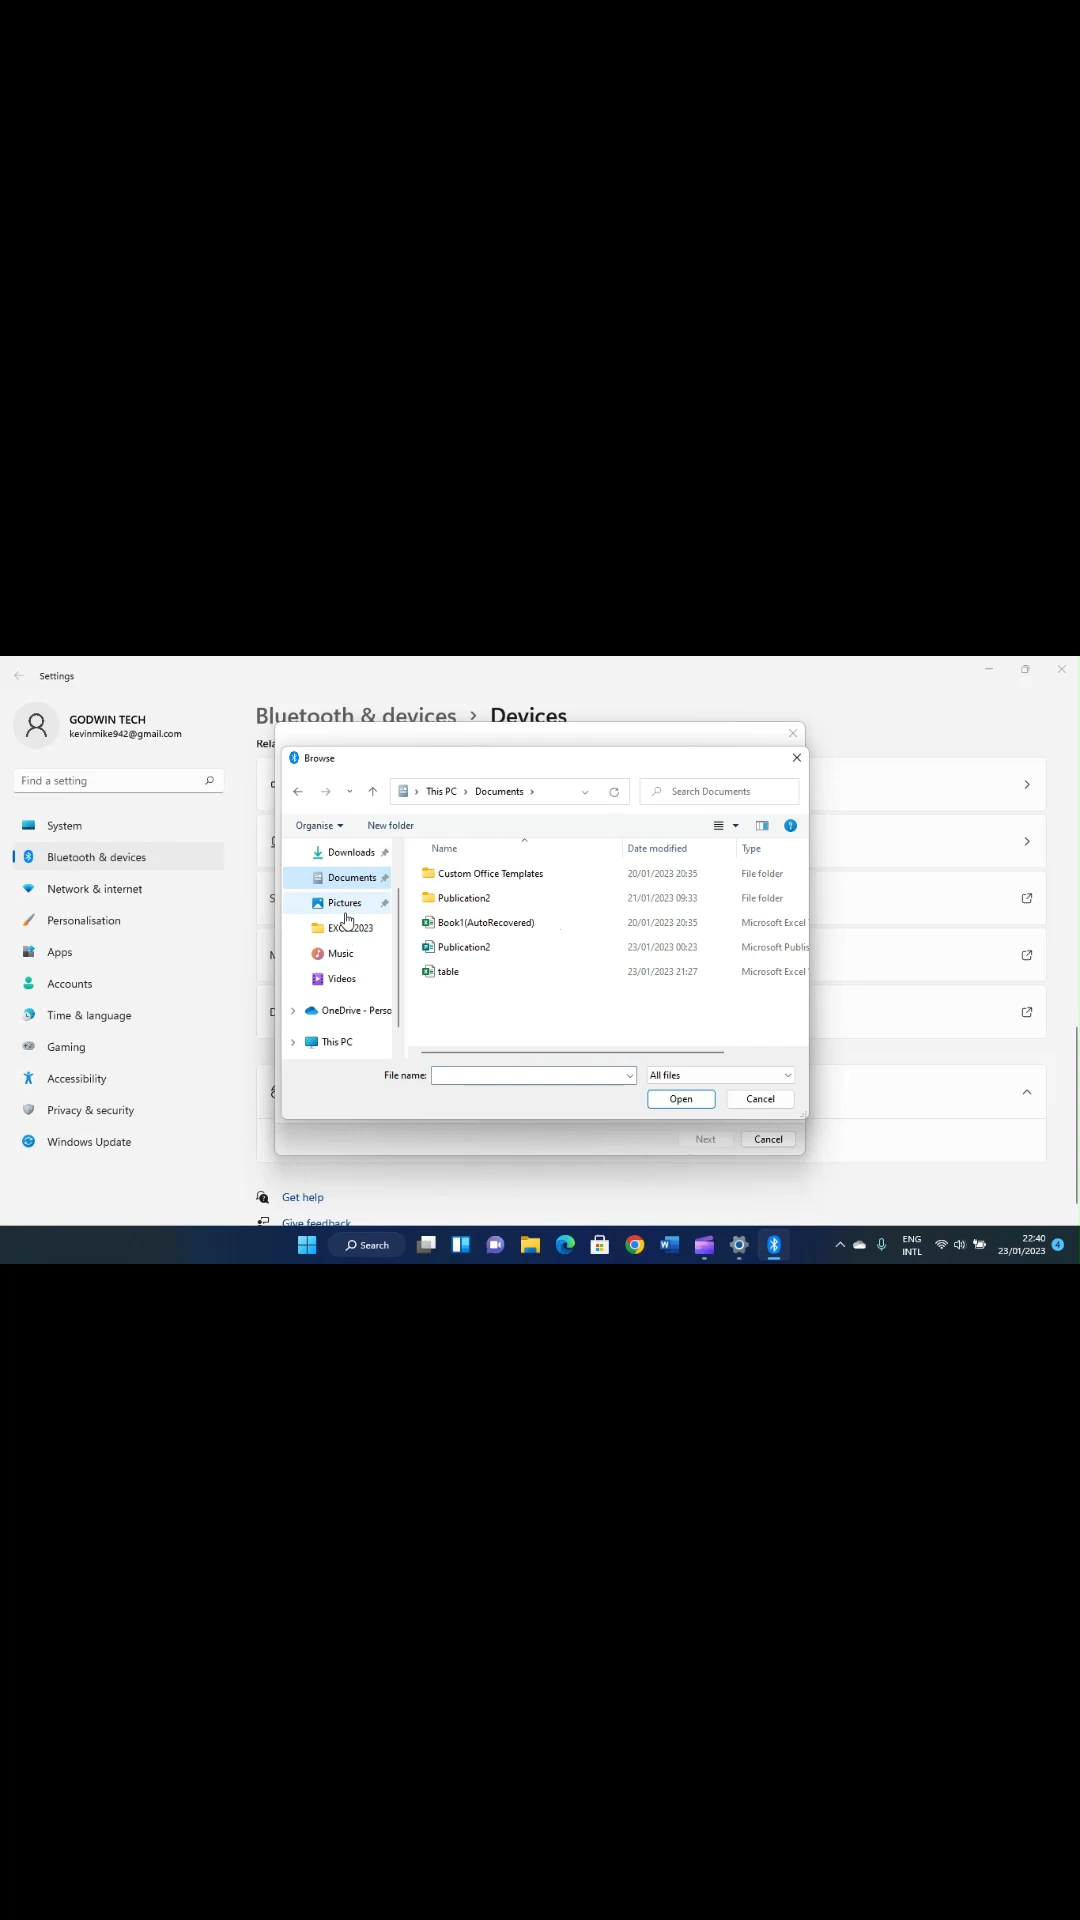 Settings
GODWIN TECH
kevinmike942@gmail.com
Find a setting
System
Bluetooth & devices
Network & internet
Personalisation
Apps
Accounts
Time & language
Gaming
Accessibility
Privacy & security
Windows Update
Bluetooth & devices › Devices
Rela
Browse
This PC › Documents ›
Search Documents
Organise
New folder
Name Date modified Type
Downloads
Documents
Pictures
Music
Videos
OneDrive - Perso
This PC
Custom Office Templates 20/01/2023 20:35 File folder
Publication2 21/01/2023 09:33 File folder
Book1(AutoRecovered) 20/01/2023 20:35 Microsoft Excel
Publication2 23/01/2023 00:23 Microsoft Publis
table 23/01/2023 21:27 Microsoft Excel
File name:
All files
Open
Cancel
Next
Cancel
Get help
Give feedback
Search
ENG
INTL
22:40
23/01/2023
4